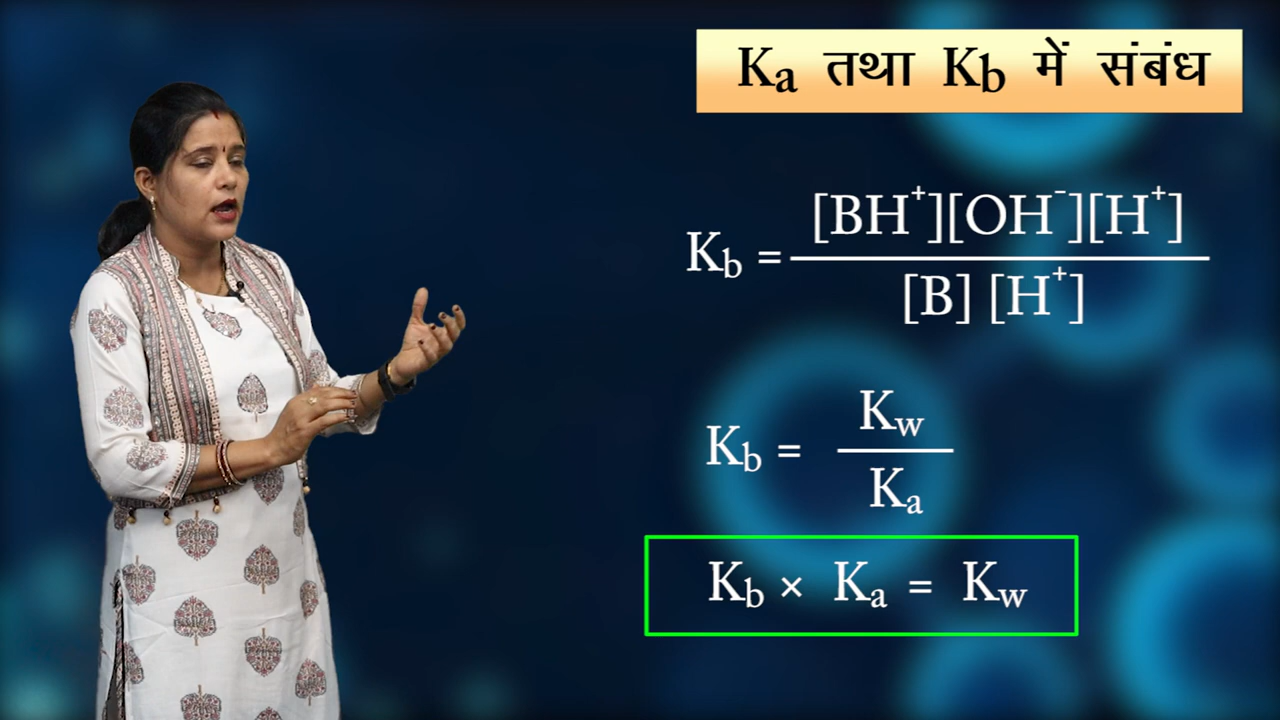 Ka तथा Kb में संबंध
Kb = [BH⁺][OH⁻][H⁺]
[B] [H⁺]
Kb = Kw
Ka
Kb × Ka = Kw